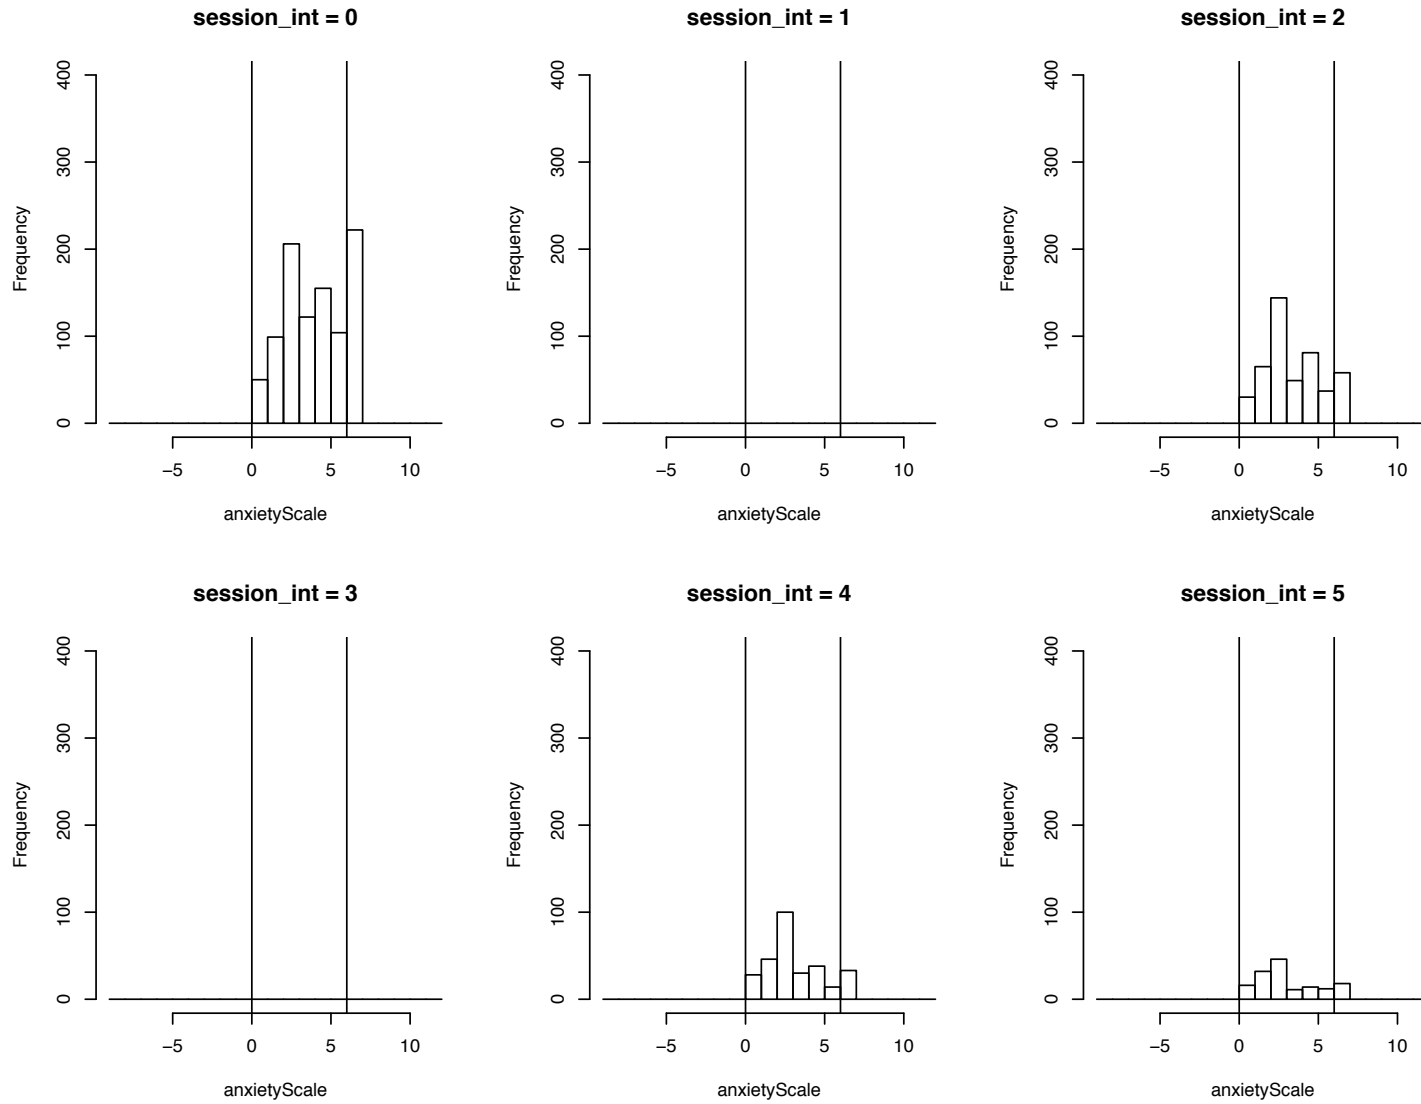 session_int = 0
400
300
200
100
0
Frequency
−5 0 5 10
anxietyScale
session_int = 1
400
300
200
100
0
Frequency
−5 0 5 10
anxietyScale
session_int = 2
400
300
200
100
0
Frequency
−5 0 5 10
anxietyScale
session_int = 3
400
300
200
100
0
Frequency
−5 0 5 10
anxietyScale
session_int = 4
400
300
200
100
0
Frequency
−5 0 5 10
anxietyScale
session_int = 5
400
300
200
100
0
Frequency
−5 0 5 10
anxietyScale